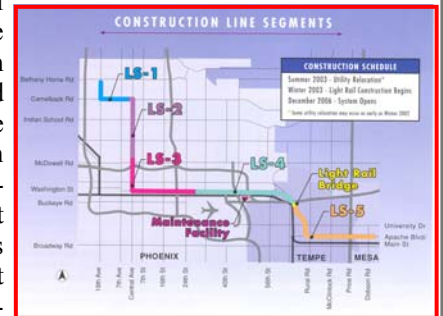 CONSTRUCTION LINE SEGMENTS
CONSTRUCTION SCHEDULE
Summer 2003 - Utility Relocation*
Winter 2003 - Light Rail Construction Begins
December 2006 - System Opens
* Some utility relocation may occur as early as Winter 2002
Bethany Home Rd
Camelback Rd
Indian School Rd
McDowell Rd
Washington St
Buckeye Rd
Broadway Rd
LS-1
LS-2
LS-3
LS-4
Light Rail
Bridge
LS-5
Maintenance
Facility
University Dr
Apache Blvd/
Main St
PHOENIX
TEMPE
MESA
19th Ave
7th Ave
Central Ave
7th St
16th St
24th St
40th St
56th St
Rural Rd
McClintock Rd
Price Rd
Dobson Rd